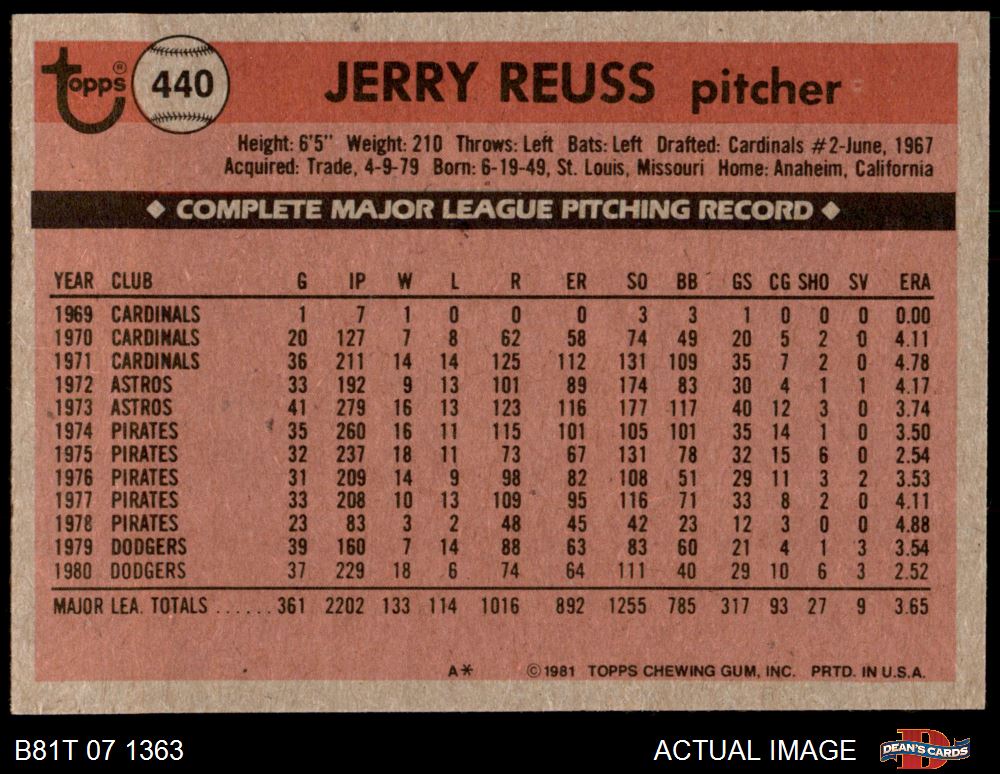 topps® 440 JERRY REUSS pitcher
Height: 6'5" Weight: 210 Throws: Left Bats: Left Drafted: Cardinals #2-June, 1967
Acquired: Trade, 4-9-79 Born: 6-19-49, St. Louis, Missouri Home: Anaheim, California
◆ COMPLETE MAJOR LEAGUE PITCHING RECORD ◆
YEAR CLUB G IP W L R ER SO BB GS CG SHO SV ERA
1969 CARDINALS 1 7 1 0 0 0 3 3 1 0 0 0 0.00
1970 CARDINALS 20 127 7 8 62 58 74 49 20 5 2 0 4.11
1971 CARDINALS 36 211 14 14 125 112 131 109 35 7 2 0 4.78
1972 ASTROS 33 192 9 13 101 89 174 83 30 4 1 1 4.17
1973 ASTROS 41 279 16 13 123 116 177 117 40 12 3 0 3.74
1974 PIRATES 35 260 16 11 115 101 105 101 35 14 1 0 3.50
1975 PIRATES 32 237 18 11 73 67 131 78 32 15 6 0 2.54
1976 PIRATES 31 209 14 9 98 82 108 51 29 11 3 2 3.53
1977 PIRATES 33 208 10 13 109 95 116 71 33 8 2 0 4.11
1978 PIRATES 23 83 3 2 48 45 42 23 12 3 0 0 4.88
1979 DODGERS 39 160 7 14 88 63 83 60 21 4 1 3 3.54
1980 DODGERS 37 229 18 6 74 64 111 40 29 10 6 3 2.52
MAJOR LEA. TOTALS ...... 361 2202 133 114 1016 892 1255 785 317 93 27 9 3.65
A* ©1981 TOPPS CHEWING GUM, INC. PRTD. IN U.S.A.
B81T 07 1363 ACTUAL IMAGE DEAN'S CARDS